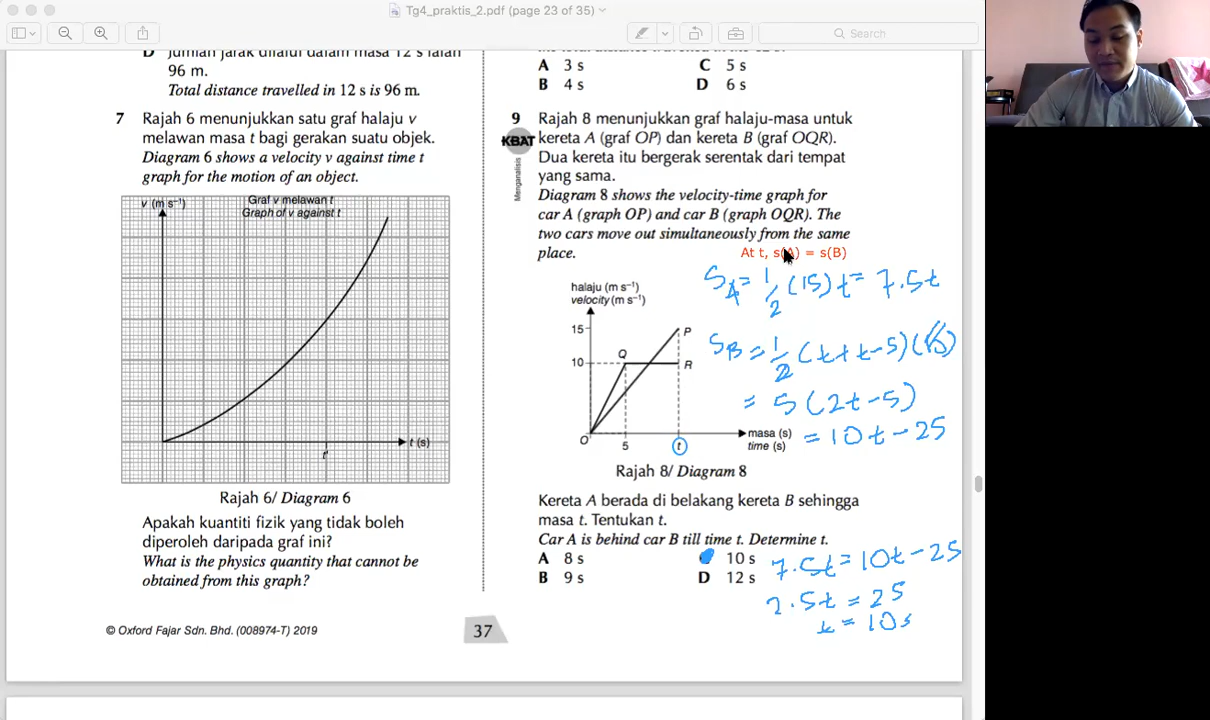 Tg4_praktis_2.pdf (page 23 of 35)
Search
D Jumlah jarak dilalui dalam masa 12 s ialah
96 m.
Total distance travelled in 12 s is 96 m.
7 Rajah 6 menunjukkan satu graf halaju v
melawan masa t bagi gerakan suatu objek.
Diagram 6 shows a velocity v against time t
graph for the motion of an object.
v (m s⁻¹)
Graf v melawan t
Graph of v against t
t (s)
t'
Rajah 6/ Diagram 6
Apakah kuantiti fizik yang tidak boleh
diperoleh daripada graf ini?
What is the physics quantity that cannot be
obtained from this graph?
© Oxford Fajar Sdn. Bhd. (008974-T) 2019
37
A 3 s C 5 s
B 4 s D 6 s
9 Rajah 8 menunjukkan graf halaju-masa untuk
KBAT kereta A (graf OP) dan kereta B (graf OQR).
Menganalisis
Dua kereta itu bergerak serentak dari tempat
yang sama.
Diagram 8 shows the velocity-time graph for
car A (graph OP) and car B (graph OQR). The
two cars move out simultaneously from the same
place.
At t, s(A) = s(B)
S_A = 1/2 (15) t = 7.5t
S_B = 1/2 (t+t-5)(10)
= 5(2t-5)
= 10t-25
halaju (m s⁻¹)
velocity (m s⁻¹)
15
P
Q
10
R
O
5
t
masa (s)
time (s)
Rajah 8/ Diagram 8
Kereta A berada di belakang kereta B sehingga
masa t. Tentukan t.
Car A is behind car B till time t. Determine t.
A 8 s 10 s
B 9 s D 12 s
7.5t = 10t-25
2.5t = 25
t = 10s